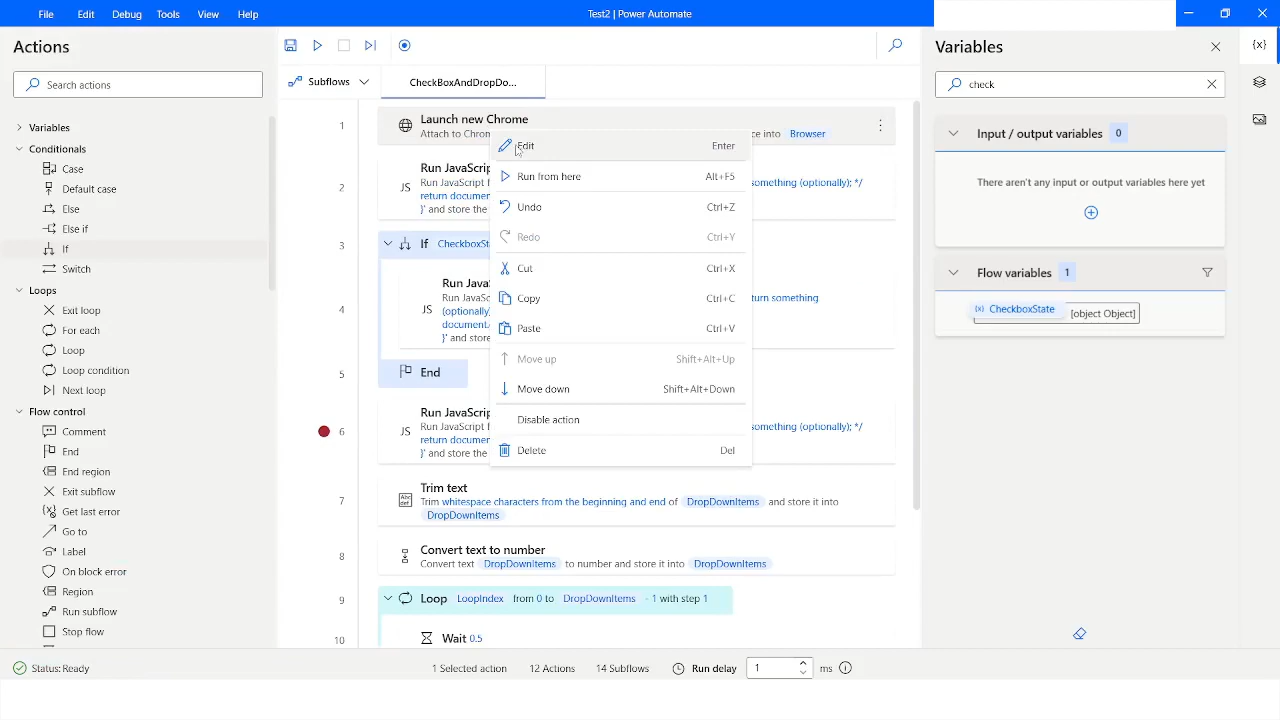 File Edit Debug Tools View Help
Test2 | Power Automate
Actions
Search actions
Variables
Conditionals
Case
Default case
Else
Else if
If
Switch
Loops
Exit loop
For each
Loop
Loop condition
Next loop
Flow control
Comment
End
End region
Exit subflow
Get last error
Go to
Label
On block error
Region
Run subflow
Stop flow
Subflows
CheckBoxAndDropDo...
1
Launch new Chrome
Attach to Chrom
ce into Browser
2
JS
Run JavaScript
Run JavaScript f
something (optionally); */
return documen
}' and store the
3
If CheckboxSt
4
JS
Run JavaS
Run JavaSc
urn something
(optionally)
document.
}' and store
5
End
6
JS
Run JavaScript
Run JavaScript f
something (optionally); */
return documen
}' and store the
7
Abc
def
Trim text
Trim whitespace characters from the beginning and end of DropDownItems and store it into
DropDownItems
8
Convert text to number
Convert text DropDownItems to number and store it into DropDownItems
9
Loop LoopIndex from 0 to DropDownItems - 1 with step 1
10
Wait 0.5
Edit Enter
Run from here Alt+F5
Undo Ctrl+Z
Redo Ctrl+Y
Cut Ctrl+X
Copy Ctrl+C
Paste Ctrl+V
Move up Shift+Alt+Up
Move down Shift+Alt+Down
Disable action
Delete Del
Variables
check
Input / output variables 0
There aren't any input or output variables here yet
Flow variables 1
{x} CheckboxState [object Object]
{x}
Status: Ready
1 Selected action
12 Actions
14 Subflows
Run delay 1 ms